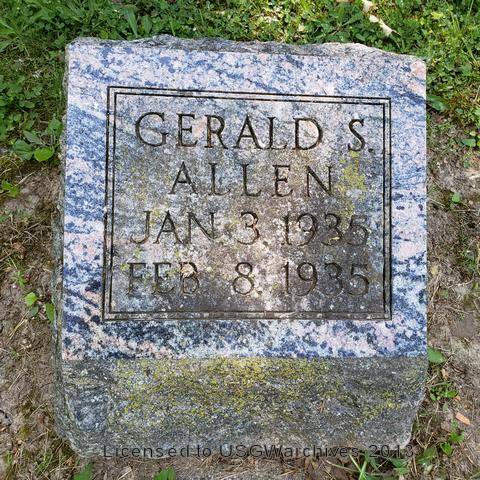 GERALD S.
ALLEN
JAN. 3. 1935
FEB 8. 1935
Licensed to USGWarchives 2013